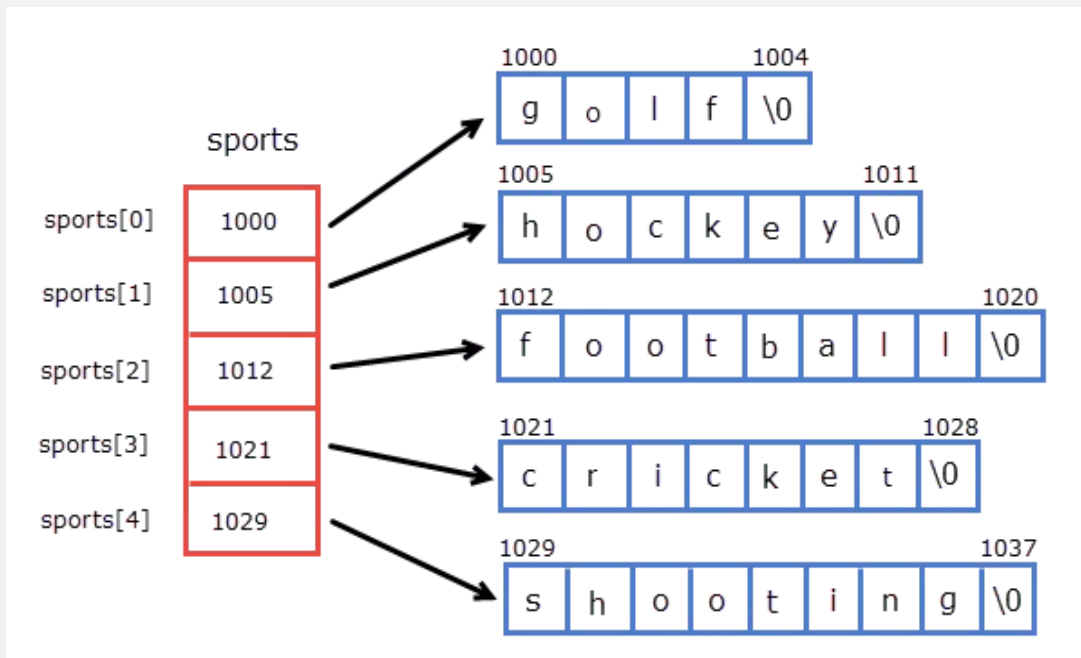 sports
sports[0] 1000
sports[1] 1005
sports[2] 1012
sports[3] 1021
sports[4] 1029
1000 1004
g o l f \0
1005 1011
h o c k e y \0
1012 1020
f o o t b a l l \0
1021 1028
c r i c k e t \0
1029 1037
s h o o t i n g \0